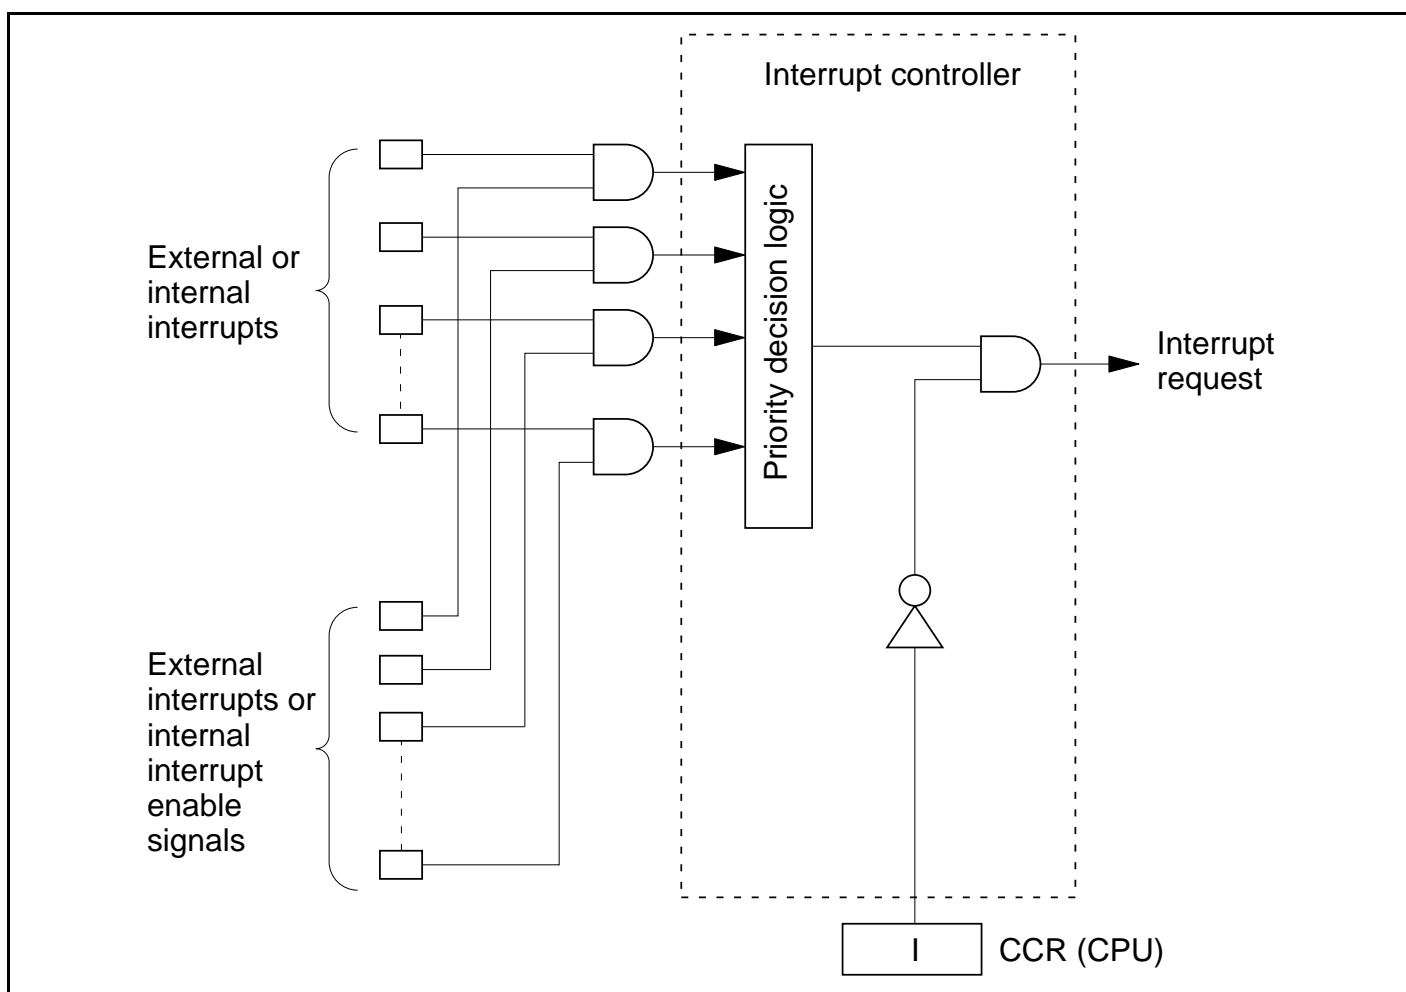 Interrupt controller
External or
internal
interrupts
Priority decision logic
Interrupt
request
External
interrupts or
internal
interrupt
enable
signals
I
CCR (CPU)